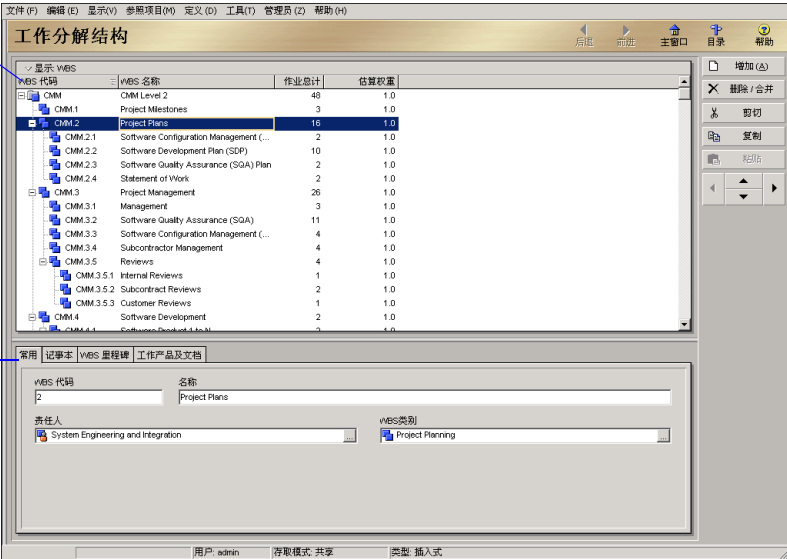 文件(F) 编辑(E) 显示(V) 参照项目(M) 定义(D) 工具(T) 管理员(Z) 帮助(H)
工作分解结构
后退 前进 主窗口 目录 帮助
显示: WBS
WBS 代码 WBS 名称 作业总计 估算权重
CMM CMM Level 2 48 1.0
CMM.1 Project Milestones 3 1.0
CMM.2 Project Plans 16 1.0
CMM.2.1 Software Configuration Management (... 2 1.0
CMM.2.2 Software Development Plan (SDP) 10 1.0
CMM.2.3 Software Quality Assurance (SQA) Plan 2 1.0
CMM.2.4 Statement of Work 2 1.0
CMM.3 Project Management 26 1.0
CMM.3.1 Management 3 1.0
CMM.3.2 Software Quality Assurance (SQA) 11 1.0
CMM.3.3 Software Configuration Management (... 4 1.0
CMM.3.4 Subcontractor Management 4 1.0
CMM.3.5 Reviews 4 1.0
CMM.3.5.1 Internal Reviews 1 1.0
CMM.3.5.2 Subcontract Reviews 2 1.0
CMM.3.5.3 Customer Reviews 1 1.0
CMM.4 Software Development 2 1.0
CMM.4.1 Software Product 1 to N 2 1.0
增加(A)
删除/合并
剪切
复制
粘贴
常用 记事本 WBS 里程碑 工作产品及文档
WBS 代码 名称
2 Project Plans
责任人 WBS类别
System Engineering and Integration ... Project Planning ...
用户: admin 存取模式: 共享 类型: 插入式